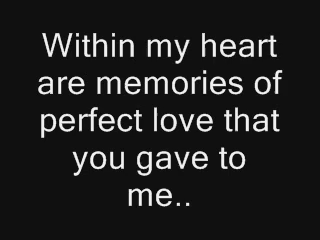 Within my heart
are memories of
perfect love that
you gave to
me..